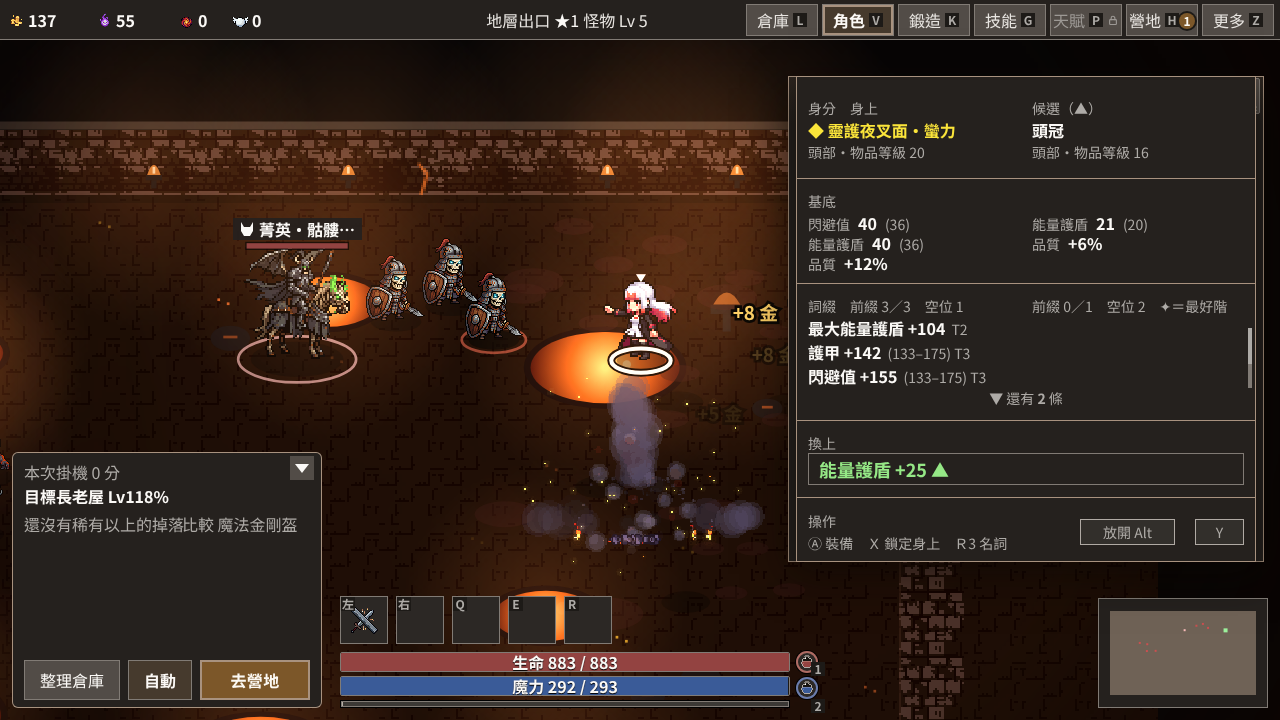 137 55 0 0
地層出口 ★1 怪物 Lv 5
倉庫 L 角色 V 鍛造 K 技能 G 天賦 P 營地 H 1 更多 Z
身分 身上 候選（▲）
◆ 靈護夜叉面・蠻力 頭冠
頭部・物品等級 20 頭部・物品等級 16
基底
閃避值 40 (36) 能量護盾 21 (20)
能量護盾 40 (36) 品質 +6%
品質 +12%
詞綴 前綴 3／3 空位 1 前綴 0／1 空位 2 ✦＝最好階
最大能量護盾 +104 T2
護甲 +142 (133–175) T3
閃避值 +155 (133–175) T3
▼ 還有 2 條
換上
能量護盾 +25 ▲
操作
Ⓐ 裝備 X 鎖定身上 R3 名詞
放開 Alt Y
菁英・骷髏…
+8 金
+8 金
+5 金
本次掛機 0 分 ▼
目標長老屋 Lv118%
還沒有稀有以上的掉落比較 魔法金剛盔
整理倉庫 自動 去營地
左 右 Q E R
生命 883 / 883 1
魔力 292 / 293 2